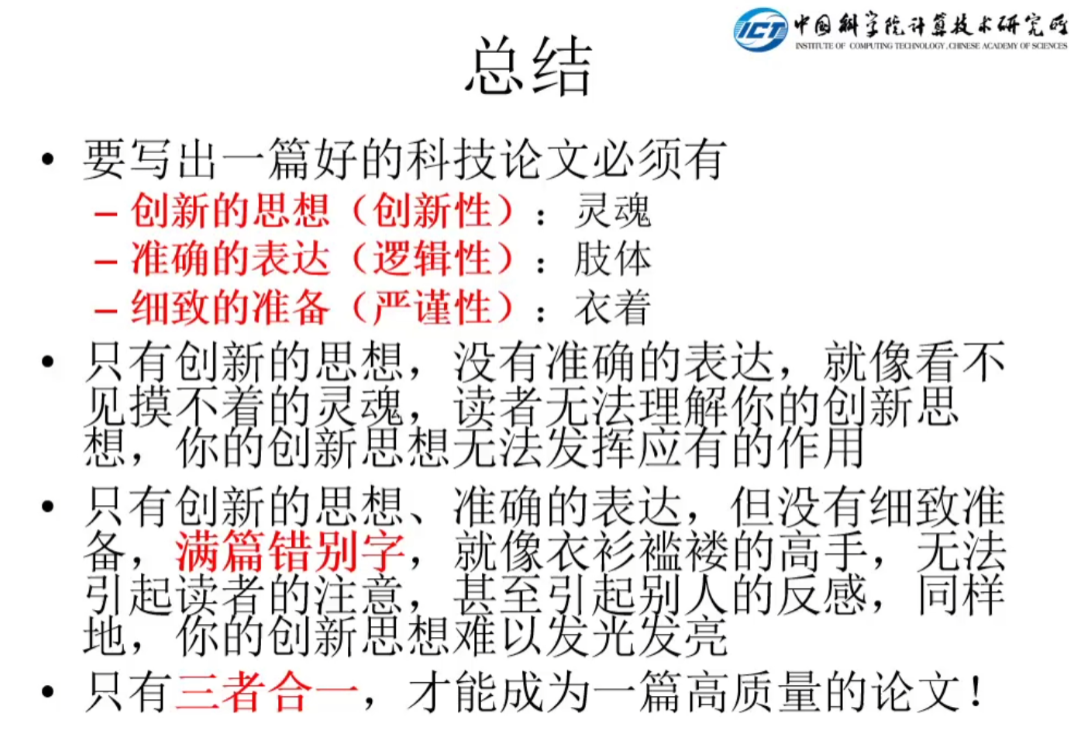 中国科学院计算技术研究所
INSTITUTE OF COMPUTING TECHNOLOGY, CHINESE ACADEMY OF SCIENCES
ICT
总结
• 要写出一篇好的科技论文必须有
– 创新的思想（创新性）：灵魂
– 准确的表达（逻辑性）：肢体
– 细致的准备（严谨性）：衣着
• 只有创新的思想，没有准确的表达，就像看不
见摸不着的灵魂，读者无法理解你的创新思
想，你的创新思想无法发挥应有的作用
• 只有创新的思想、准确的表达，但没有细致准
备，满篇错别字，就像衣衫褴褛的高手，无法
引起读者的注意，甚至引起别人的反感，同样
地，你的创新思想难以发光发亮
• 只有三者合一，才能成为一篇高质量的论文！